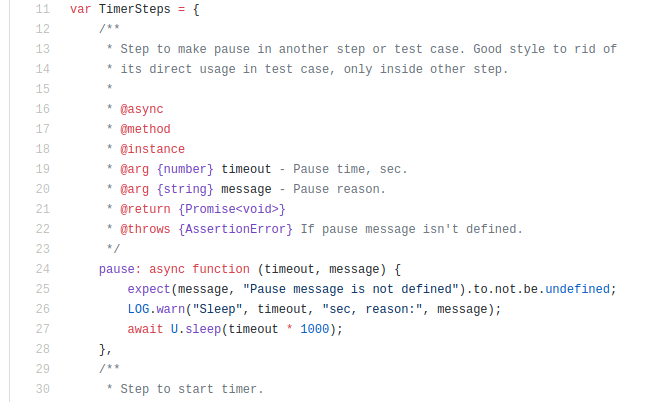 11 var TimerSteps = {
12     /**
13      * Step to make pause in another step or test case. Good style to rid of
14      * its direct usage in test case, only inside other step.
15      *
16      * @async
17      * @method
18      * @instance
19      * @arg {number} timeout - Pause time, sec.
20      * @arg {string} message - Pause reason.
21      * @return {Promise<void>}
22      * @throws {AssertionError} If pause message isn't defined.
23      */
24     pause: async function (timeout, message) {
25         expect(message, "Pause message is not defined").to.not.be.undefined;
26         LOG.warn("Sleep", timeout, "sec, reason:", message);
27         await U.sleep(timeout * 1000);
28     },
29     /**
30      * Step to start timer.